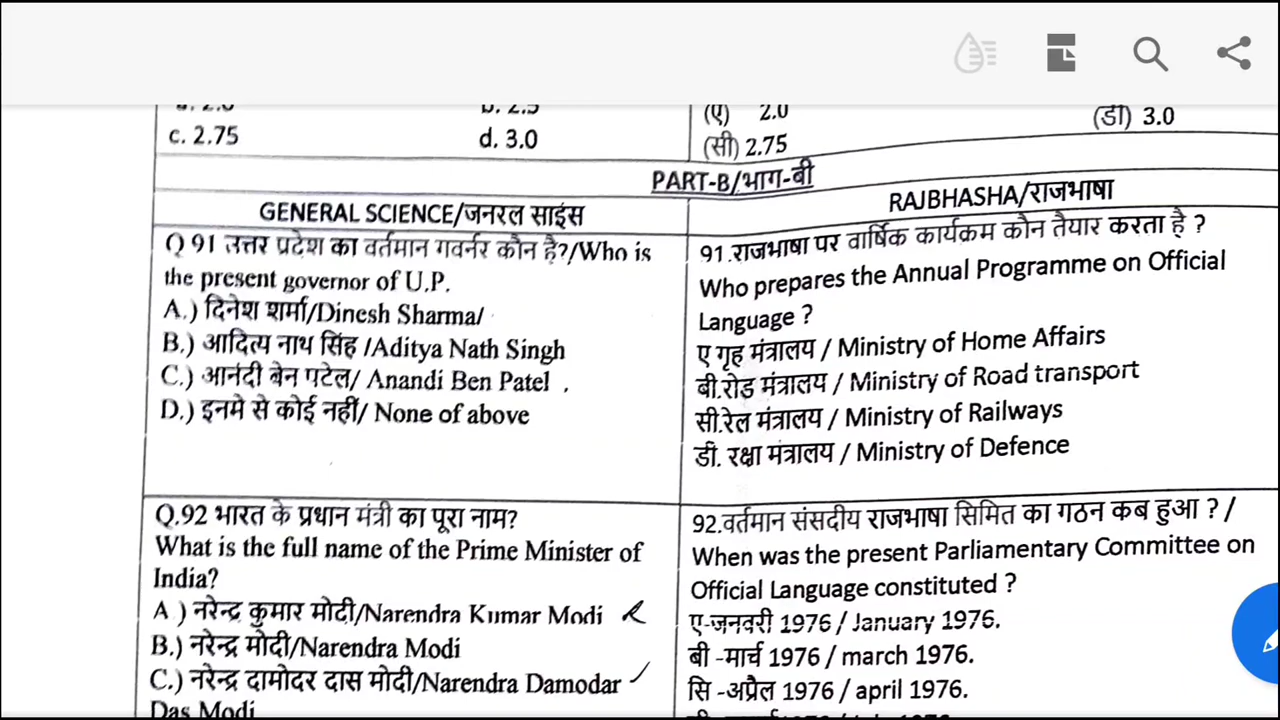 c. 2.75
d. 3.0
2.0
(डी) 3.0
(सी) 2.75
PART-B/भाग-बी
GENERAL SCIENCE/जनरल साइंस
Q 91 उत्तर प्रदेश का वर्तमान गवर्नर कौन है?/Who is
the present governor of U.P.
A.) दिनेश शर्मा/Dinesh Sharma/
B.) आदित्य नाथ सिंह /Aditya Nath Singh
C.) आनंदी बेन पटेल/ Anandi Ben Patel .
D.) इनमे से कोई नहीं/ None of above
Q.92 भारत के प्रधान मंत्री का पूरा नाम?
What is the full name of the Prime Minister of
India?
A ) नरेन्द्र कुमार मोदी/Narendra Kumar Modi
B.) नरेन्द्र मोदी/Narendra Modi
C.) नरेन्द्र दामोदर दास मोदी/Narendra Damodar
Das Modi
RAJBHASHA/राजभाषा
91.राजभाषा पर वार्षिक कार्यक्रम कौन तैयार करता है ?
Who prepares the Annual Programme on Official
Language ?
ए गृह मंत्रालय / Ministry of Home Affairs
बी.रोड मंत्रालय / Ministry of Road transport
सी.रेल मंत्रालय / Ministry of Railways
डी. रक्षा मंत्रालय / Ministry of Defence
92.वर्तमान संसदीय राजभाषा सिमित का गठन कब हुआ ? /
When was the present Parliamentary Committee on
Official Language constituted ?
ए-जनवरी 1976 / January 1976.
बी -मार्च 1976 / march 1976.
सि -अप्रैल 1976 / april 1976.